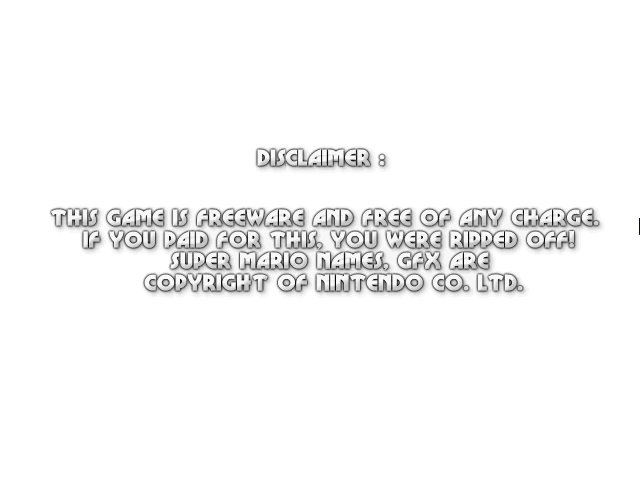 DISCLAIMER :
THIS GAME IS FREEWARE AND FREE OF ANY CHARGE.
IF YOU PAID FOR THIS, YOU WERE RIPPED OFF!
SUPER MARIO NAMES, GFX ARE
COPYRIGHT OF NINTENDO CO. LTD.